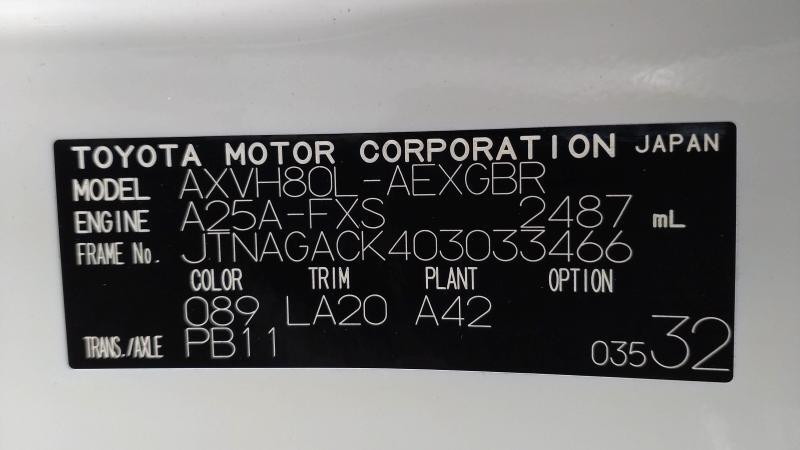 TOYOTA MOTOR CORPORATION JAPAN
MODEL AXVH80L-AEXGBR
ENGINE A25A-FXS 2487 mL
FRAME No. JTNAGACK403033466
COLOR TRIM PLANT OPTION
089 LA20 A42
TRANS./AXLE PB11
03532